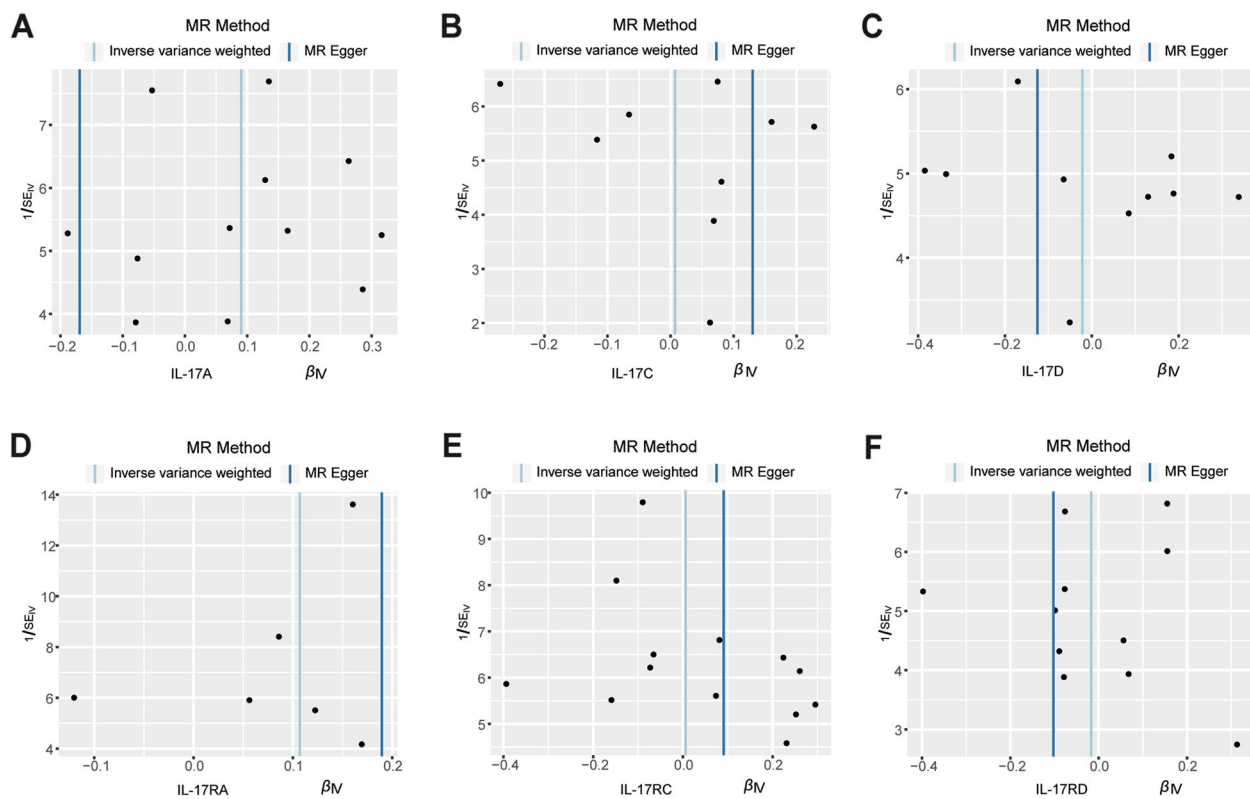 A
MR Method
Inverse variance weighted MR Egger
1/SEIV
7
6
5
4
−0.2 −0.1 0.0 0.1 0.2 0.3
IL-17A βIV
B
MR Method
Inverse variance weighted MR Egger
1/SEIV
6
5
4
3
2
−0.2 −0.1 0.0 0.1 0.2
IL-17C βIV
C
MR Method
Inverse variance weighted MR Egger
1/SEIV
6
5
4
−0.4 −0.2 0.0 0.2
IL-17D βIV
D
MR Method
Inverse variance weighted MR Egger
1/SEIV
14
12
10
8
6
4
−0.1 0.0 0.1 0.2
IL-17RA βIV
E
MR Method
Inverse variance weighted MR Egger
1/SEIV
10
9
8
7
6
5
−0.4 −0.2 0.0 0.2
IL-17RC βIV
F
MR Method
Inverse variance weighted MR Egger
1/SEIV
7
6
5
4
3
−0.4 −0.2 0.0 0.2
IL-17RD βIV